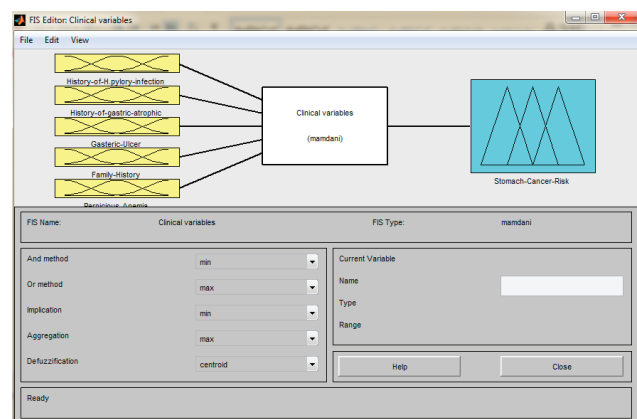 FIS Editor: Clinical variables
File Edit View
History-of-H.pylory-infection
History-of-gastric-atrophic
Gasteric-Ulcer
Family-History
Pernicious_Anemia
Clinical variables
(mamdani)
Stomach-Cancer-Risk
FIS Name: Clinical variables FIS Type: mamdani
And method min
Or method max
Implication min
Aggregation max
Defuzzification centroid
Current Variable
Name
Type
Range
Help Close
Ready